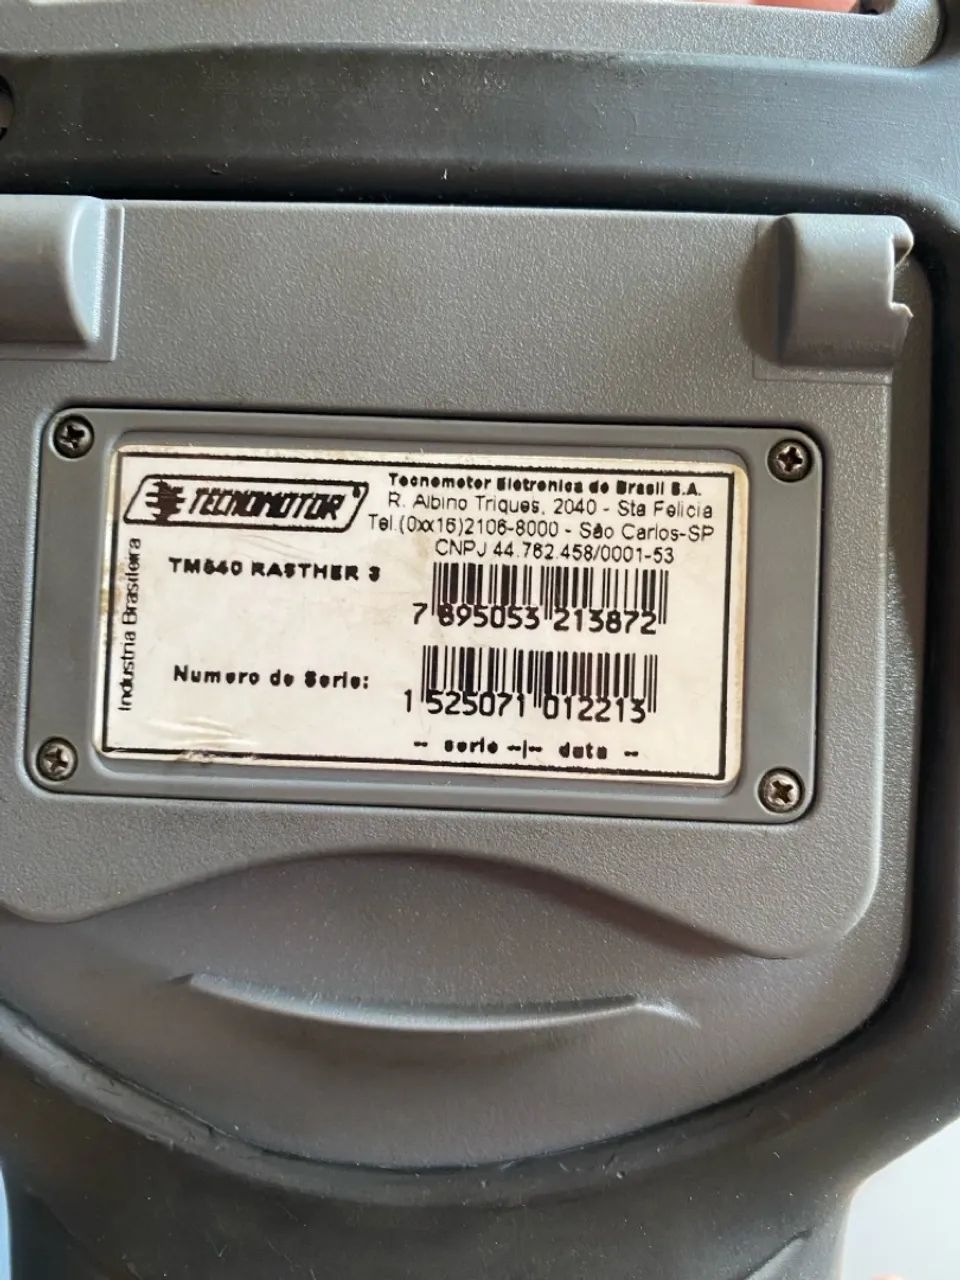 TECNOMOTOR
Tecnomotor Eletronica do Brasil S.A.
R. Albino Triques, 2040 - Sta Felicia
Tel.(0xx16)2106-8000 - São Carlos-SP
CNPJ 44.762.458/0001-53
Industria Brasileira
TM540 RASTHER 3
7 895053 213872
Numero de Serie:
1 525071 012213
-- serie --|-- data --